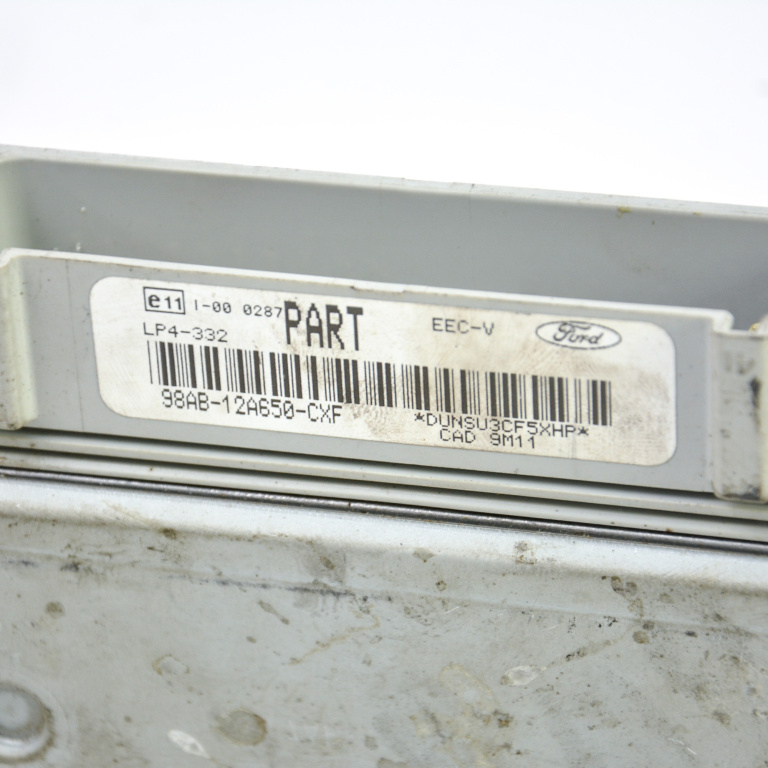 e11 I-00 0287 PART EEC-V Ford
LP4-332
98AB-12A650-CXF *DUNSU3CF5XHP*
CAD 9M11